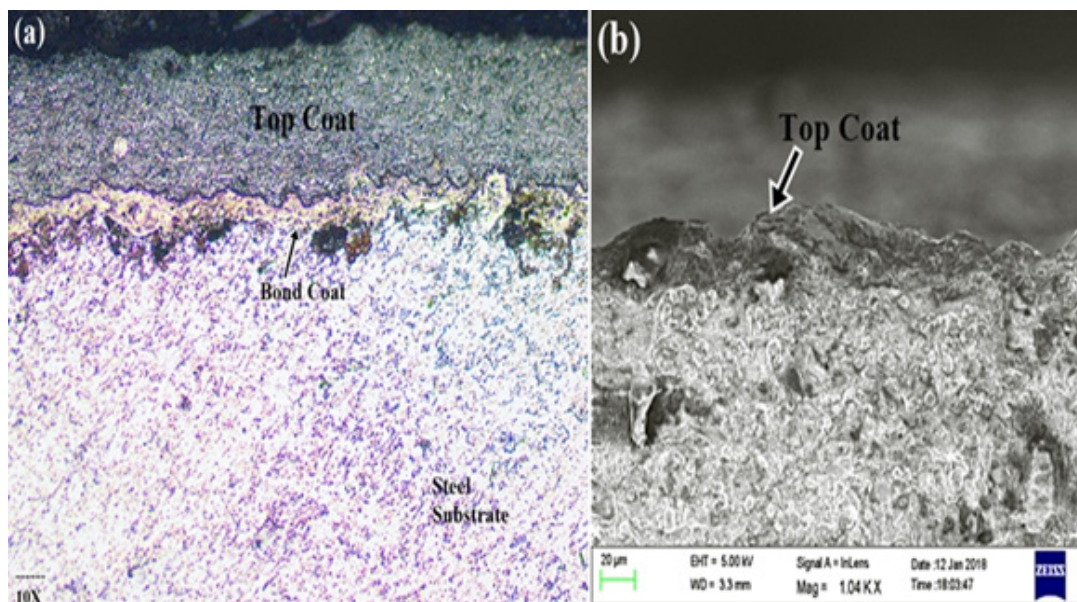 (a)
Top Coat
Bond Coat
Steel
Substrate
10X
(b)
Top Coat
20 µm
EHT = 5.00 kV
WD = 3.3 mm
Signal A = InLens
Mag = 1.04 K X
Date :12 Jan 2018
Time :18:03:47
ZEISS